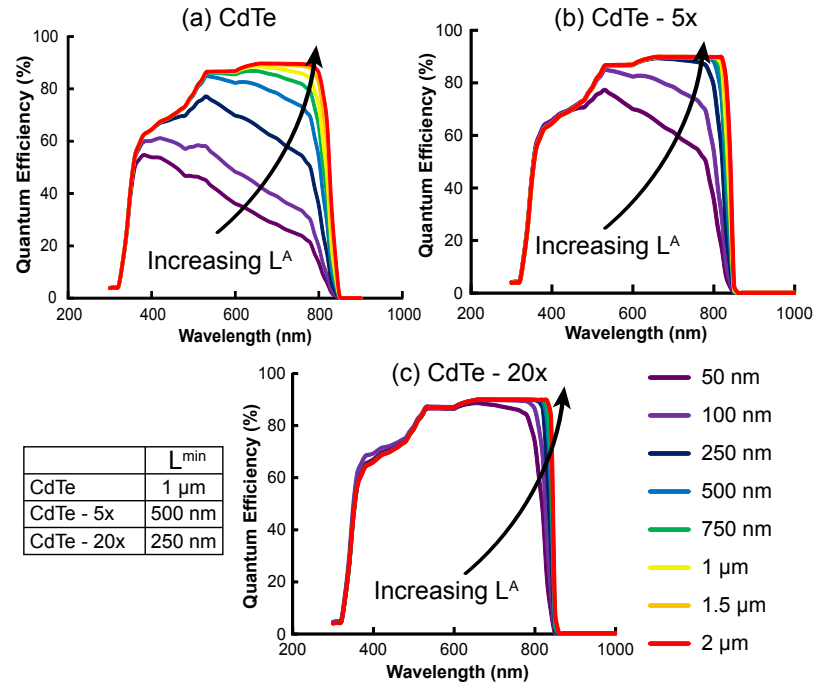 (a) CdTe
Quantum Efficiency (%)
100
80
60
40
20
0
Increasing L^A
200 400 600 800 1000
Wavelength (nm)
(b) CdTe - 5x
Quantum Efficiency (%)
100
80
60
40
20
0
Increasing L^A
200 400 600 800 1000
Wavelength (nm)
L^min
CdTe 1 µm
CdTe - 5x 500 nm
CdTe - 20x 250 nm
(c) CdTe - 20x
Quantum Efficiency (%)
100
80
60
40
20
0
Increasing L^A
200 400 600 800 1000
Wavelength (nm)
50 nm
100 nm
250 nm
500 nm
750 nm
1 µm
1.5 µm
2 µm